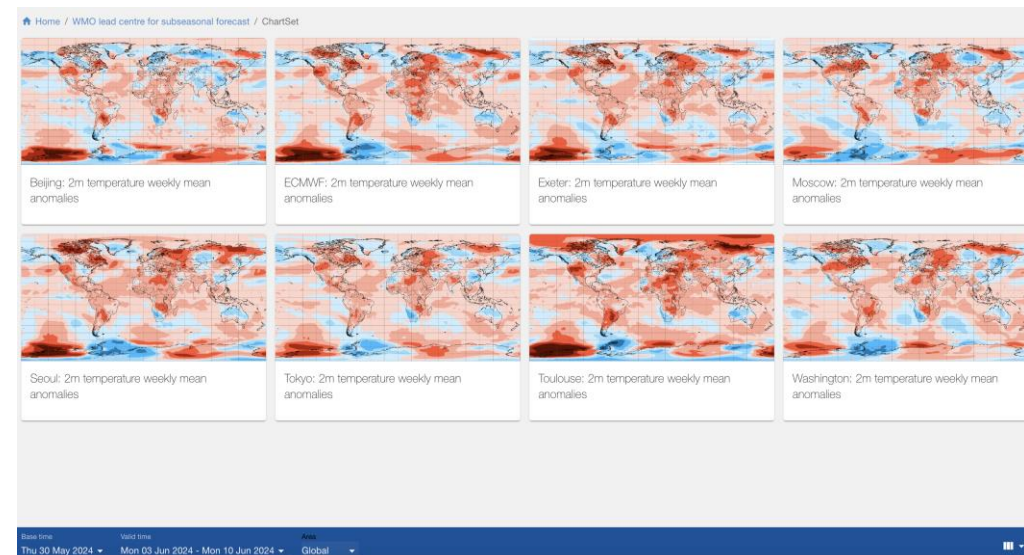 Home / WMO lead centre for subseasonal forecast / ChartSet
Beijing: 2m temperature weekly mean
anomalies
ECMWF: 2m temperature weekly mean
anomalies
Exeter: 2m temperature weekly mean
anomalies
Moscow: 2m temperature weekly mean
anomalies
Seoul: 2m temperature weekly mean
anomalies
Tokyo: 2m temperature weekly mean
anomalies
Toulouse: 2m temperature weekly mean
anomalies
Washington: 2m temperature weekly mean
anomalies
Base time
Thu 30 May 2024
Valid time
Mon 03 Jun 2024 - Mon 10 Jun 2024
Area
Global